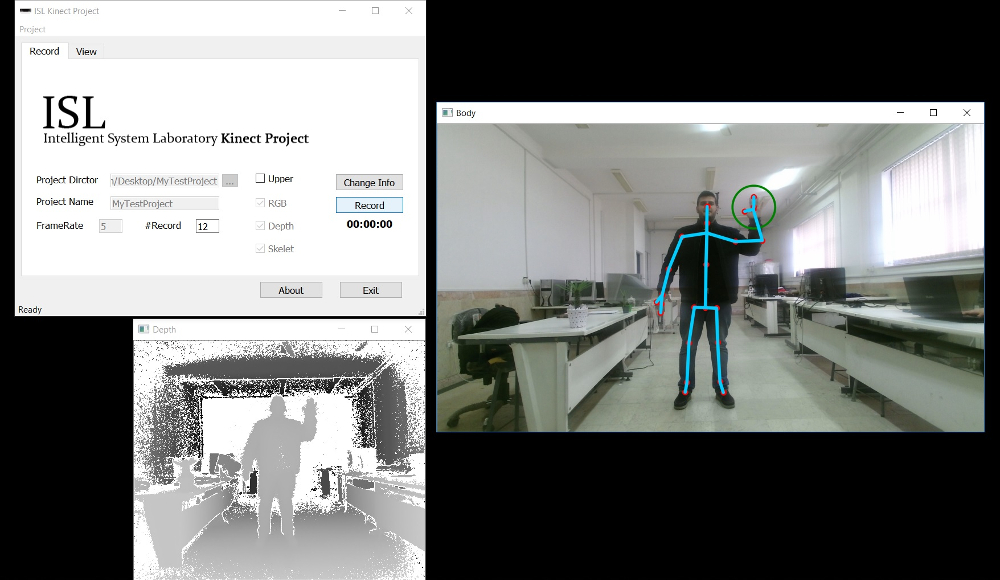 ISL Kinect Project
Project
Record View
ISL
Intelligent System Laboratory Kinect Project
Project Dirctor ı/Desktop/MyTestProject ...
Project Name MyTestProject
FrameRate 5 #Record 12
Upper
RGB
Depth
Skelet
Change Info
Record
00:00:00
About Exit
Ready
Body
Depth